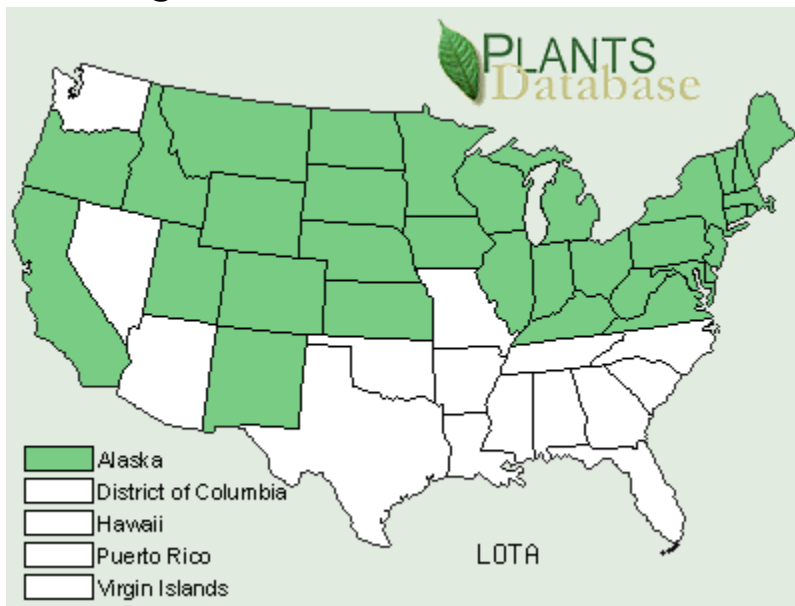 PLANTS
Database
Alaska
District of Columbia
Hawaii
Puerto Rico
Virgin Islands
LOTA